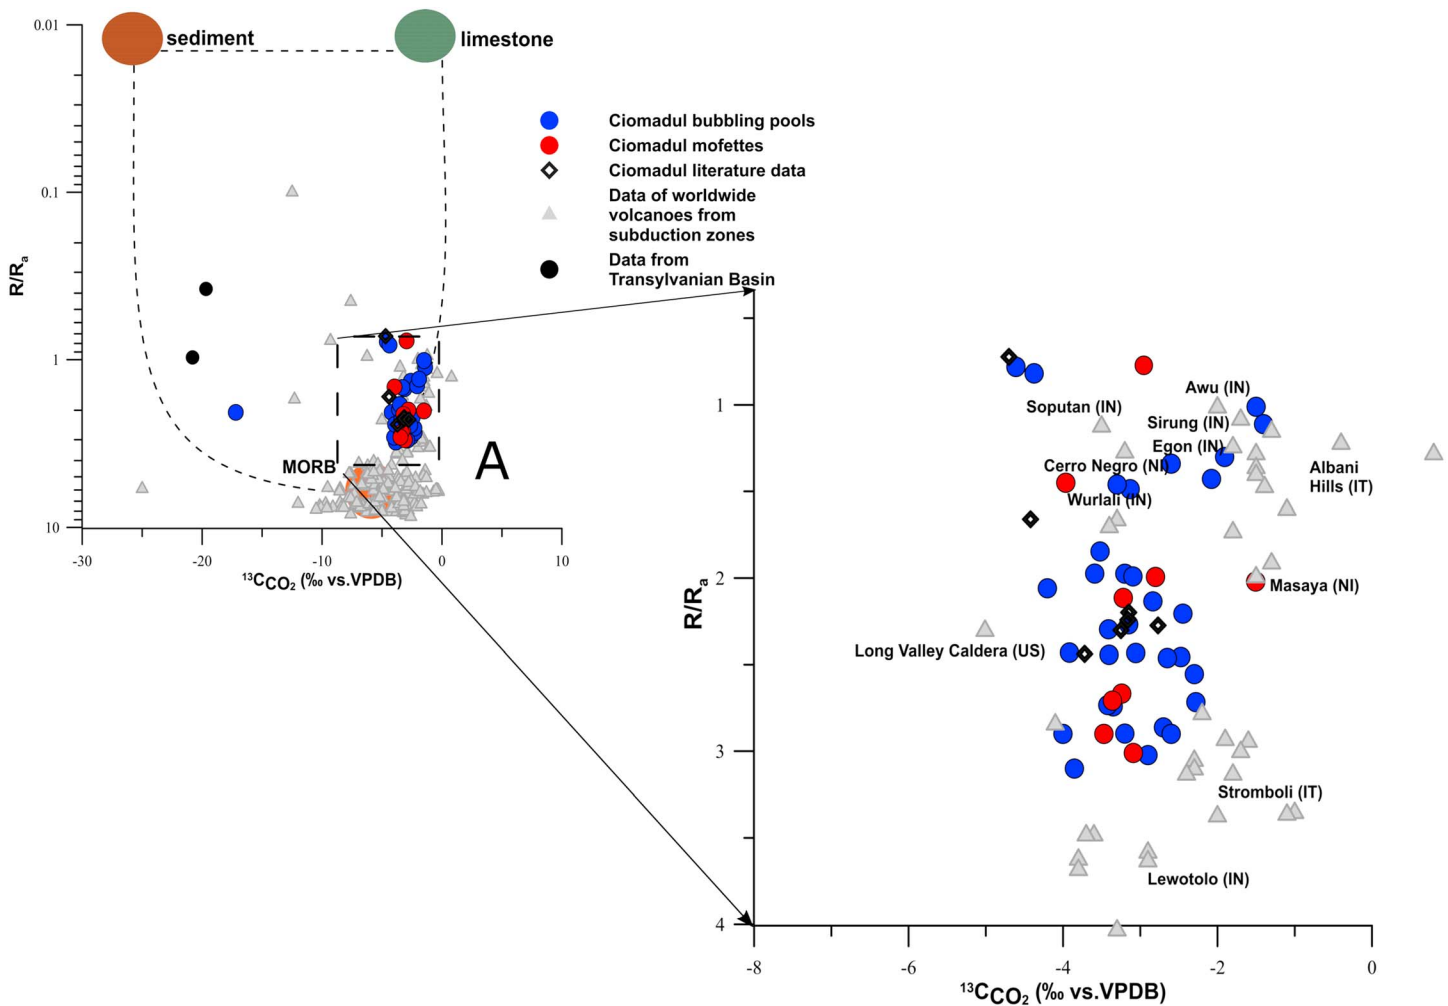 0.01
sediment
limestone
Ciomadul bubbling pools
Ciomadul mofettes
Ciomadul literature data
Data of worldwide
volcanoes from
subduction zones
Data from
Transylvanian Basin
0.1
R/Ra
1
MORB
A
10
-30
-20
-10
0
10
13CCO2 (‰ vs.VPDB)
1
Awu (IN)
Soputan (IN)
Sirung (IN)
Egon (IN)
Cerro Negro (NI)
Albani
Hills (IT)
Wurlali (IN)
2
Masaya (NI)
R/Ra
Long Valley Caldera (US)
3
Stromboli (IT)
Lewotolo (IN)
4
-8
-6
-4
-2
0
13CCO2 (‰ vs.VPDB)